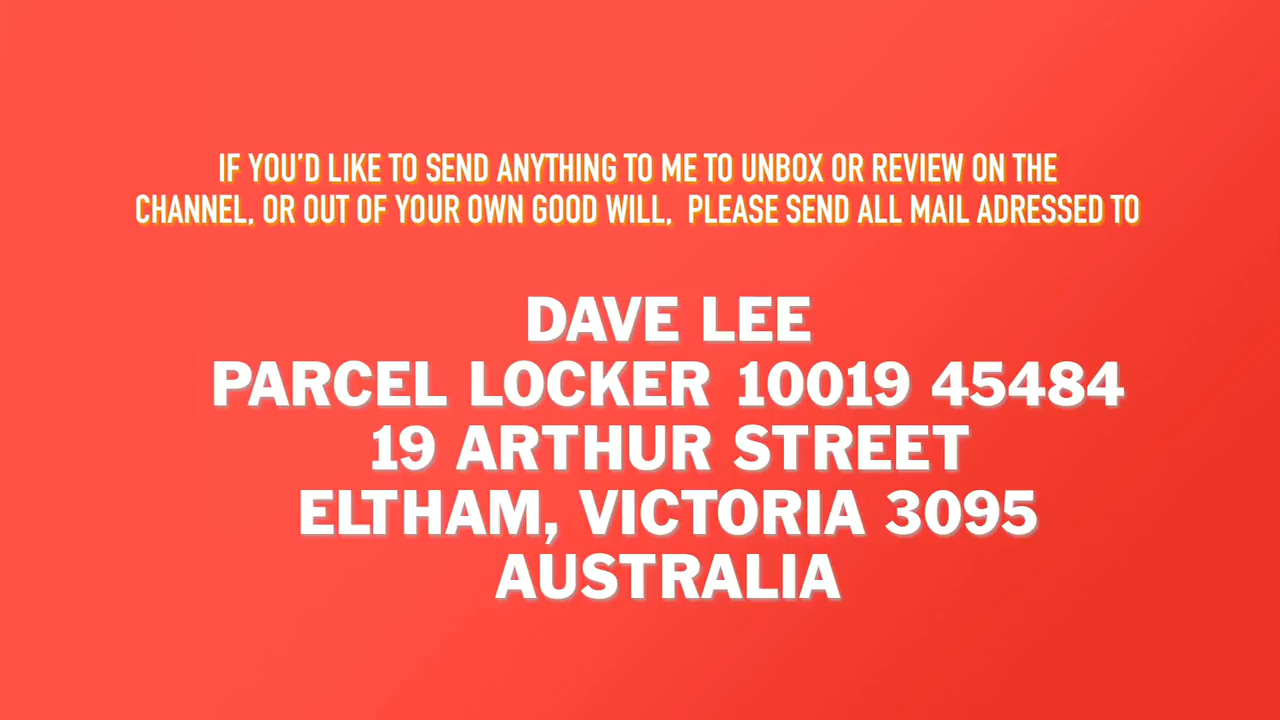 IF YOU'D LIKE TO SEND ANYTHING TO ME TO UNBOX OR REVIEW ON THE
CHANNEL, OR OUT OF YOUR OWN GOOD WILL, PLEASE SEND ALL MAIL ADRESSED TO
DAVE LEE
PARCEL LOCKER 10019 45484
19 ARTHUR STREET
ELTHAM, VICTORIA 3095
AUSTRALIA